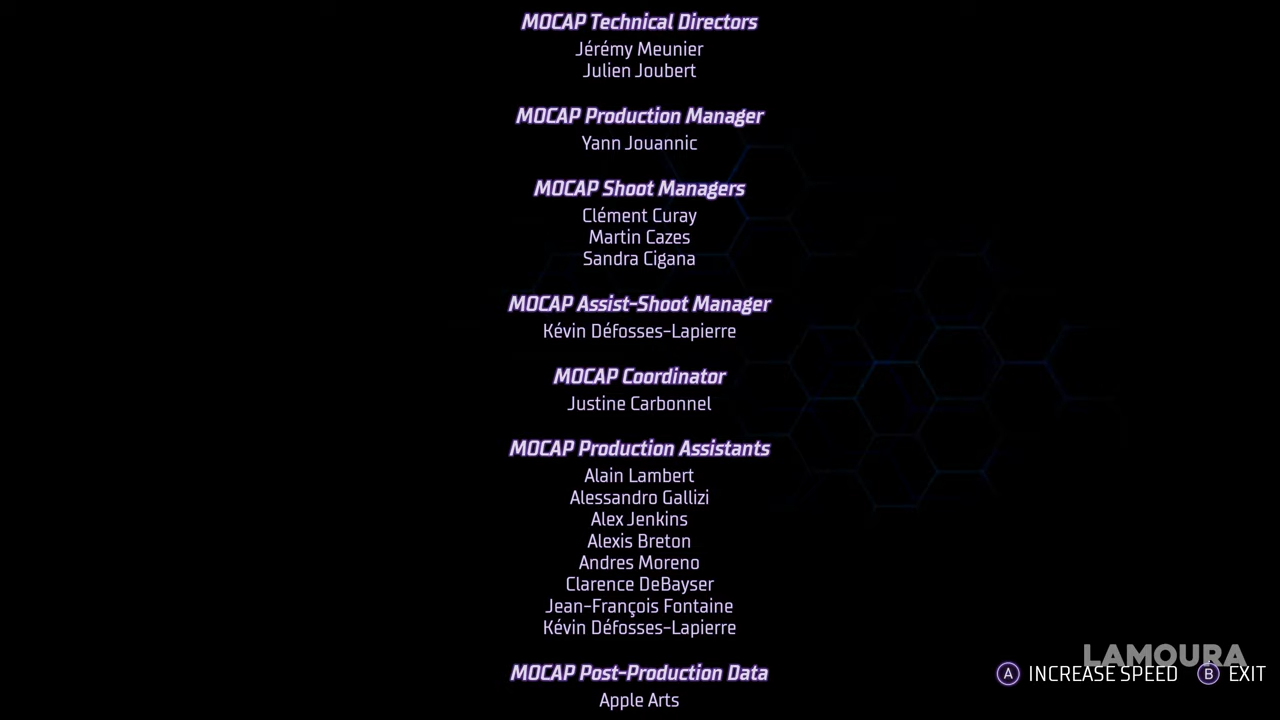 MOCAP Technical Directors
Jérémy Meunier
Julien Joubert
MOCAP Production Manager
Yann Jouannic
MOCAP Shoot Managers
Clément Curay
Martin Cazes
Sandra Cigana
MOCAP Assist-Shoot Manager
Kévin Défosses-Lapierre
MOCAP Coordinator
Justine Carbonnel
MOCAP Production Assistants
Alain Lambert
Alessandro Gallizi
Alex Jenkins
Alexis Breton
Andres Moreno
Clarence DeBayser
Jean-François Fontaine
Kévin Défosses-Lapierre
MOCAP Post-Production Data
Apple Arts
LAMOURA
A INCREASE SPEED B EXIT